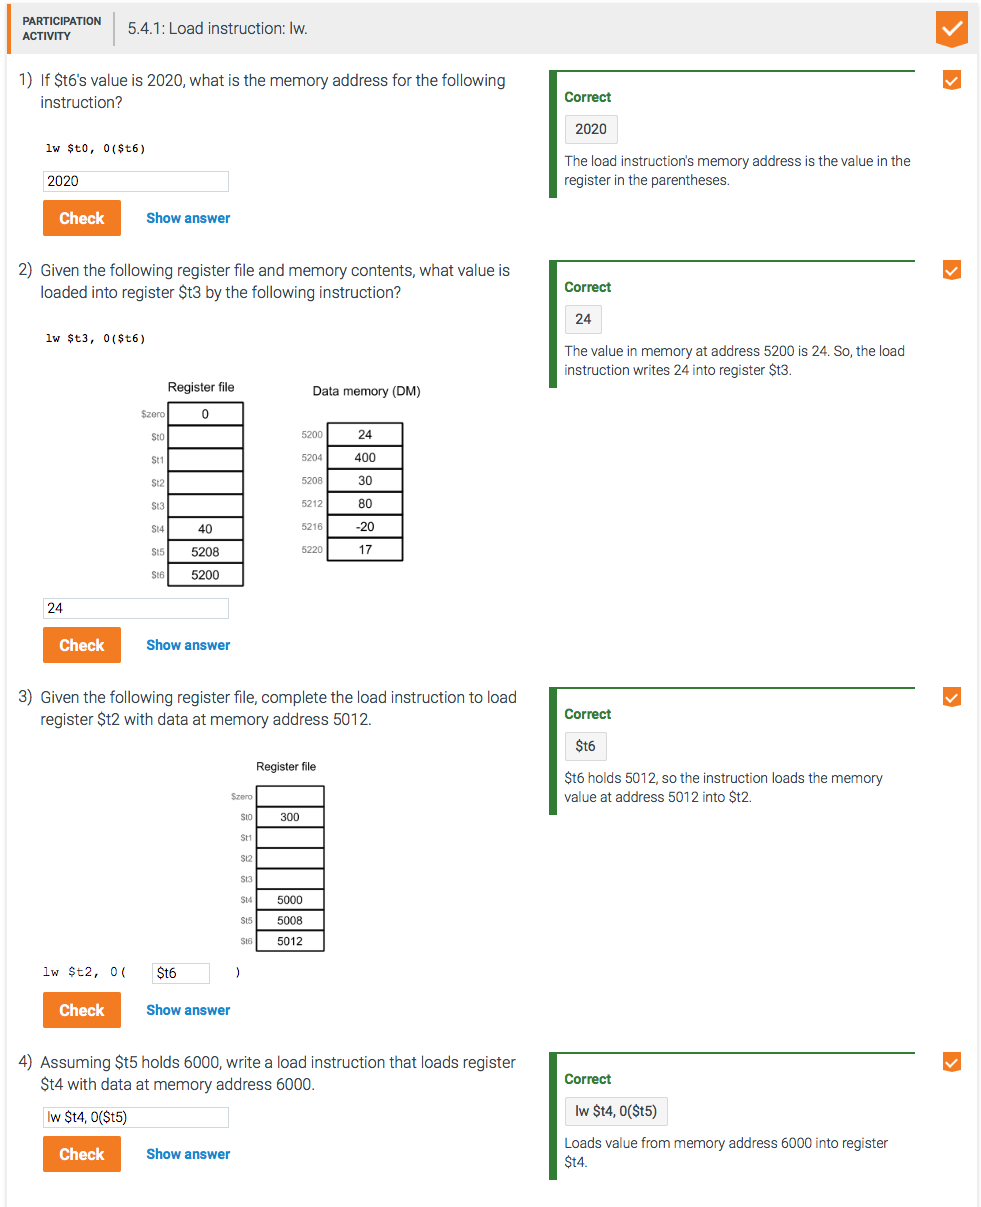 PARTICIPATION
ACTIVITY
5.4.1: Load instruction: lw.
1) If $t6's value is 2020, what is the memory address for the following
instruction?
lw $t0, 0($t6)
2020
Check
Show answer
Correct
2020
The load instruction's memory address is the value in the
register in the parentheses.
2) Given the following register file and memory contents, what value is
loaded into register $t3 by the following instruction?
lw $t3, 0($t6)
Register file
$zero 0
$t0
$t1
$t2
$t3
$t4 40
$t5 5208
$t6 5200
Data memory (DM)
5200 24
5204 400
5208 30
5212 80
5216 -20
5220 17
24
Check
Show answer
Correct
24
The value in memory at address 5200 is 24. So, the load
instruction writes 24 into register $t3.
3) Given the following register file, complete the load instruction to load
register $t2 with data at memory address 5012.
Register file
$zero
$t0 300
$t1
$t2
$t3
$t4 5000
$t5 5008
$t6 5012
lw $t2, 0( $t6 )
Check
Show answer
Correct
$t6
$t6 holds 5012, so the instruction loads the memory
value at address 5012 into $t2.
4) Assuming $t5 holds 6000, write a load instruction that loads register
$t4 with data at memory address 6000.
lw $t4, 0($t5)
Check
Show answer
Correct
lw $t4, 0($t5)
Loads value from memory address 6000 into register
$t4.